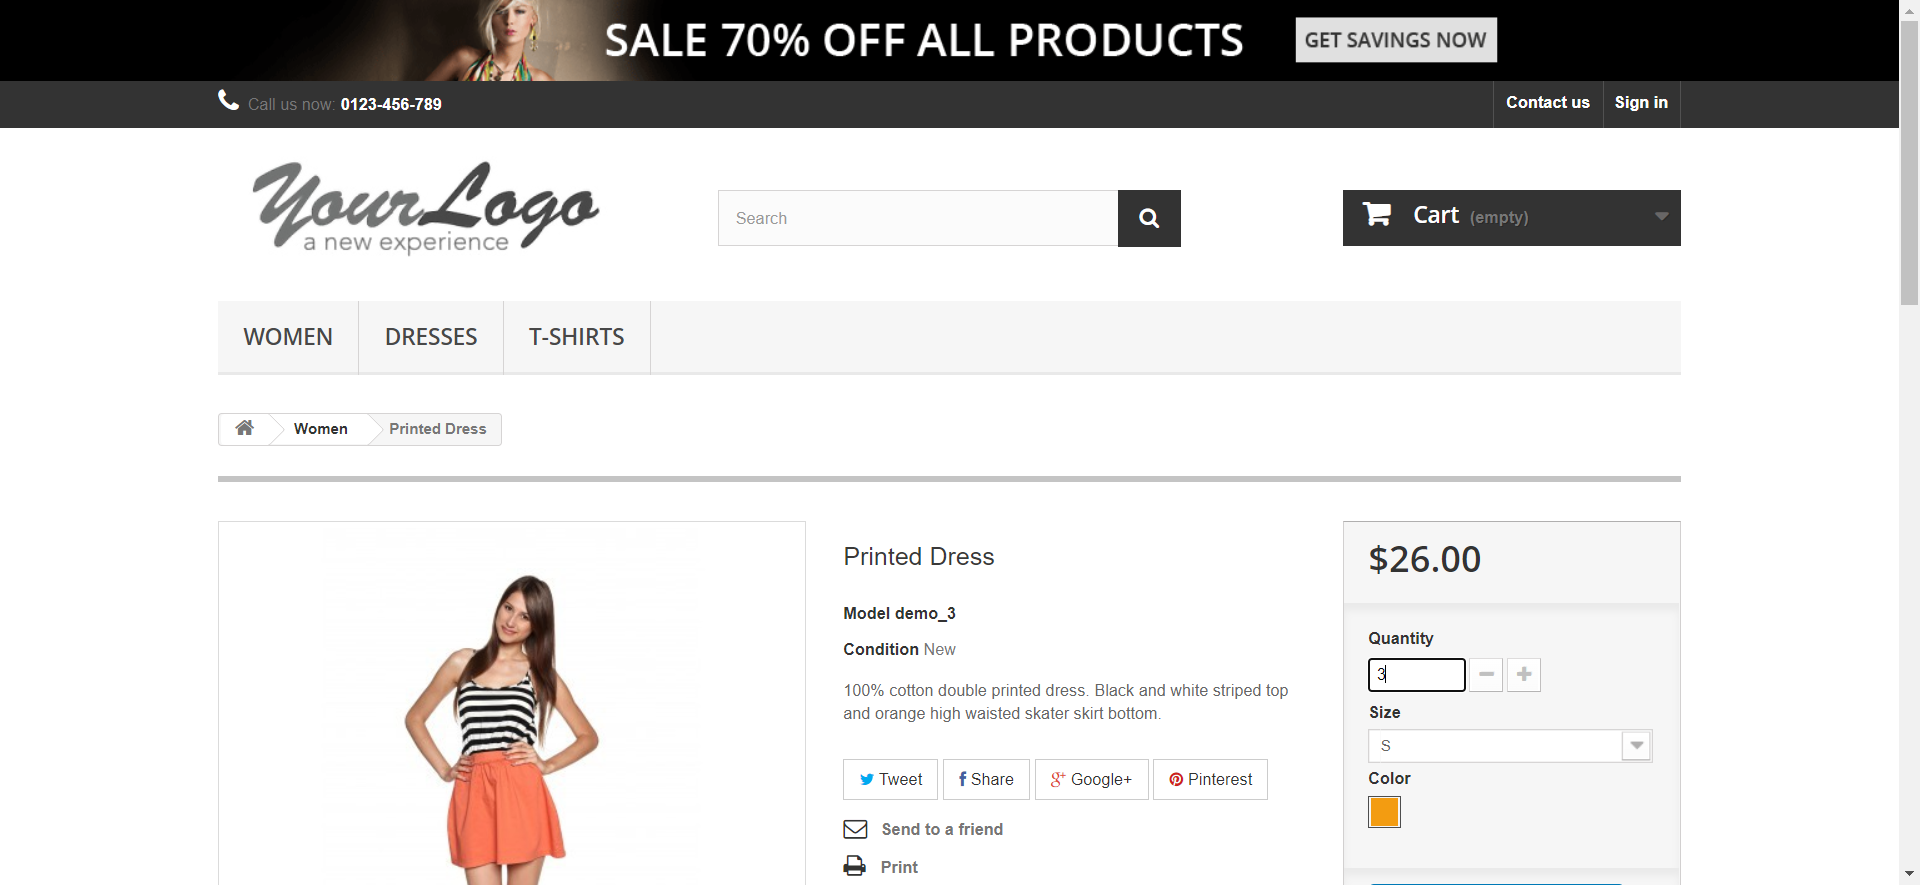 SALE 70% OFF ALL PRODUCTS GET SAVINGS NOW
Call us now: 0123-456-789
Contact us
Sign in
Your Logo
a new experience
Search
Cart (empty)
WOMEN
DRESSES
T-SHIRTS
Women
Printed Dress
Printed Dress
Model demo_3
Condition New
100% cotton double printed dress. Black and white striped top
and orange high waisted skater skirt bottom.
Tweet
Share
Google+
Pinterest
Send to a friend
Print
$26.00
Quantity
3
Size
S
Color